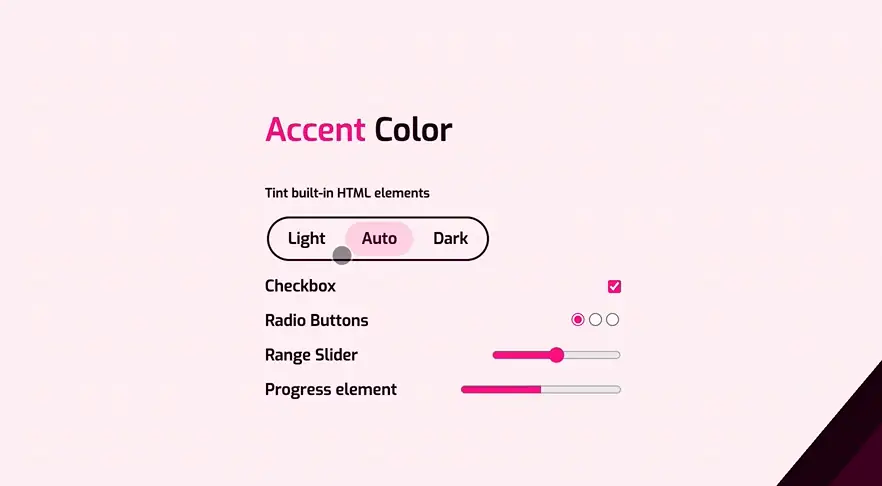 Accent Color
Tint built-in HTML elements
Light Auto Dark
Checkbox
Radio Buttons
Range Slider
Progress element